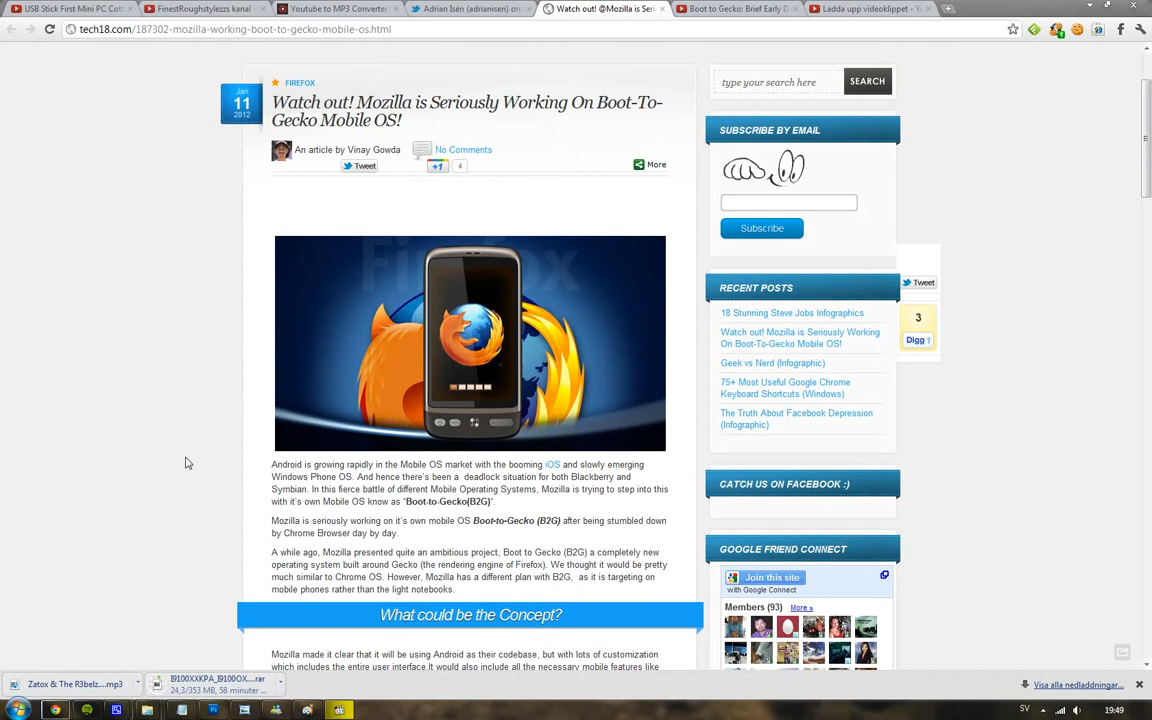 USB Stick First Mini PC Cott
FinestRoughstylezzs kanal
Youtube to MP3 Converter
Adrian Isén (adrianisen) on
Watch out! @Mozilla is Seri
Boot to Gecko: Brief Early D
Ladda upp videoklippet - Yo
tech18.com/187302-mozilla-working-boot-to-gecko-mobile-os.html
Jan
11
2012
FIREFOX
Watch out! Mozilla is Seriously Working On Boot-To-
Gecko Mobile OS!
An article by Vinay Gowda
No Comments
Tweet
+1
4
More
Firefox
Android is growing rapidly in the Mobile OS market with the booming iOS and slowly emerging
Windows Phone OS. And hence there's been a deadlock situation for both Blackberry and
Symbian. In this fierce battle of different Mobile Operating Systems, Mozilla is trying to step into this
with it's own Mobile OS know as "Boot-to-Gecko(B2G)".
Mozilla is seriously working on it's own mobile OS Boot-to-Gecko (B2G) after being stumbled down
by Chrome Browser day by day.
A while ago, Mozilla presented quite an ambitious project, Boot to Gecko (B2G) a completely new
operating system built around Gecko (the rendering engine of Firefox). We thought it would be pretty
much similar to Chrome OS. However, Mozilla has a different plan with B2G, as it is targeting on
mobile phones rather than the light notebooks.
What could be the Concept?
Mozilla made it clear that it will be using Android as their codebase, but with lots of customization
which includes the entire user interface.It would also include all the necessary mobile features like
type your search here
SEARCH
SUBSCRIBE BY EMAIL
Subscribe
RECENT POSTS
18 Stunning Steve Jobs Infographics
Watch out! Mozilla is Seriously Working
On Boot-To-Gecko Mobile OS!
Geek vs Nerd (Infographic)
75+ Most Useful Google Chrome
Keyboard Shortcuts (Windows)
The Truth About Facebook Depression
(Infographic)
Tweet
3
Digg
CATCH US ON FACEBOOK :)
GOOGLE FRIEND CONNECT
Join this site
with Google Connect
Members (93) More »
Zatox & The R3belz....mp3
I9100XXKPA_I9100OX....rar
24,3/353 MB, 58 minuter ...
Visa alla nedladdningar...
SV
19:49